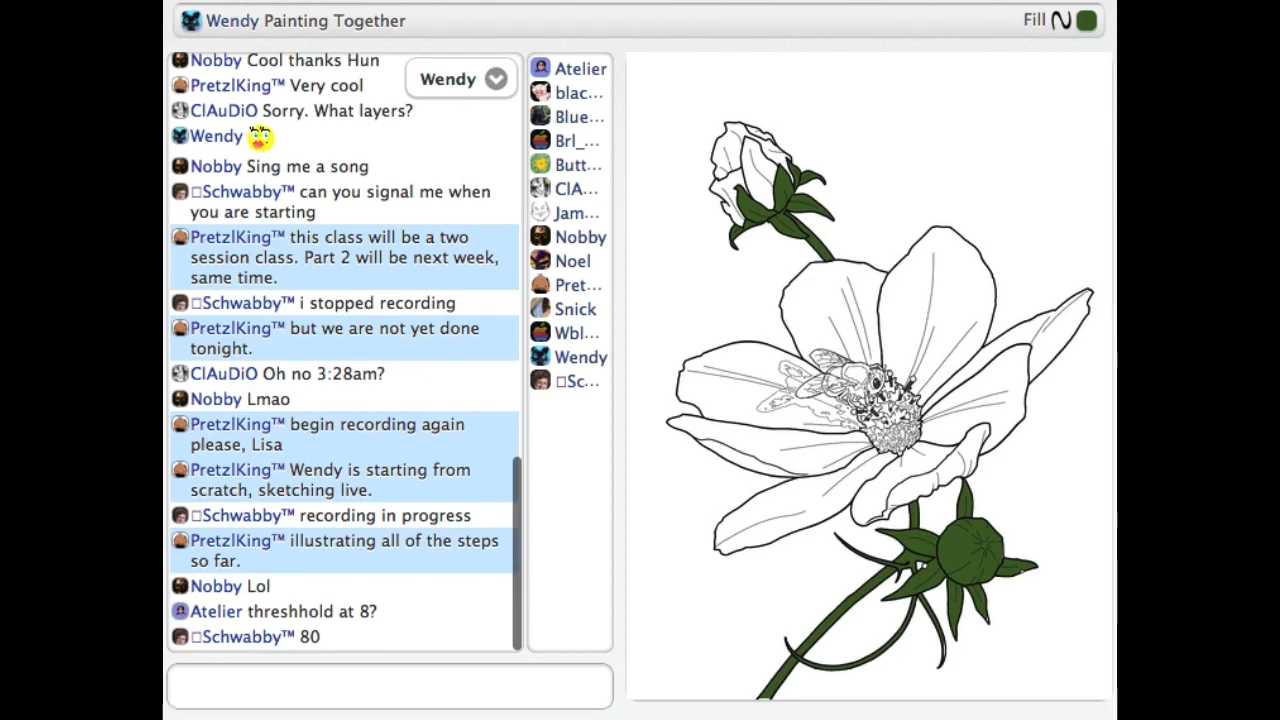 Wendy Painting Together
Fill
Nobby Cool thanks Hun
Wendy
PretzlKing™ Very cool
ClAuDiO Sorry. What layers?
Wendy
Nobby Sing me a song
□Schwabby™ can you signal me when
you are starting
PretzlKing™ this class will be a two
session class. Part 2 will be next week,
same time.
□Schwabby™ i stopped recording
PretzlKing™ but we are not yet done
tonight.
ClAuDiO Oh no 3:28am?
Nobby Lmao
PretzlKing™ begin recording again
please, Lisa
PretzlKing™ Wendy is starting from
scratch, sketching live.
□Schwabby™ recording in progress
PretzlKing™ illustrating all of the steps
so far.
Nobby Lol
Atelier threshhold at 8?
□Schwabby™ 80
Atelier
blac...
Blue...
Brl_...
Butt...
ClA...
Jam...
Nobby
Noel
Pret...
Snick
Wbl...
Wendy
□Sc...